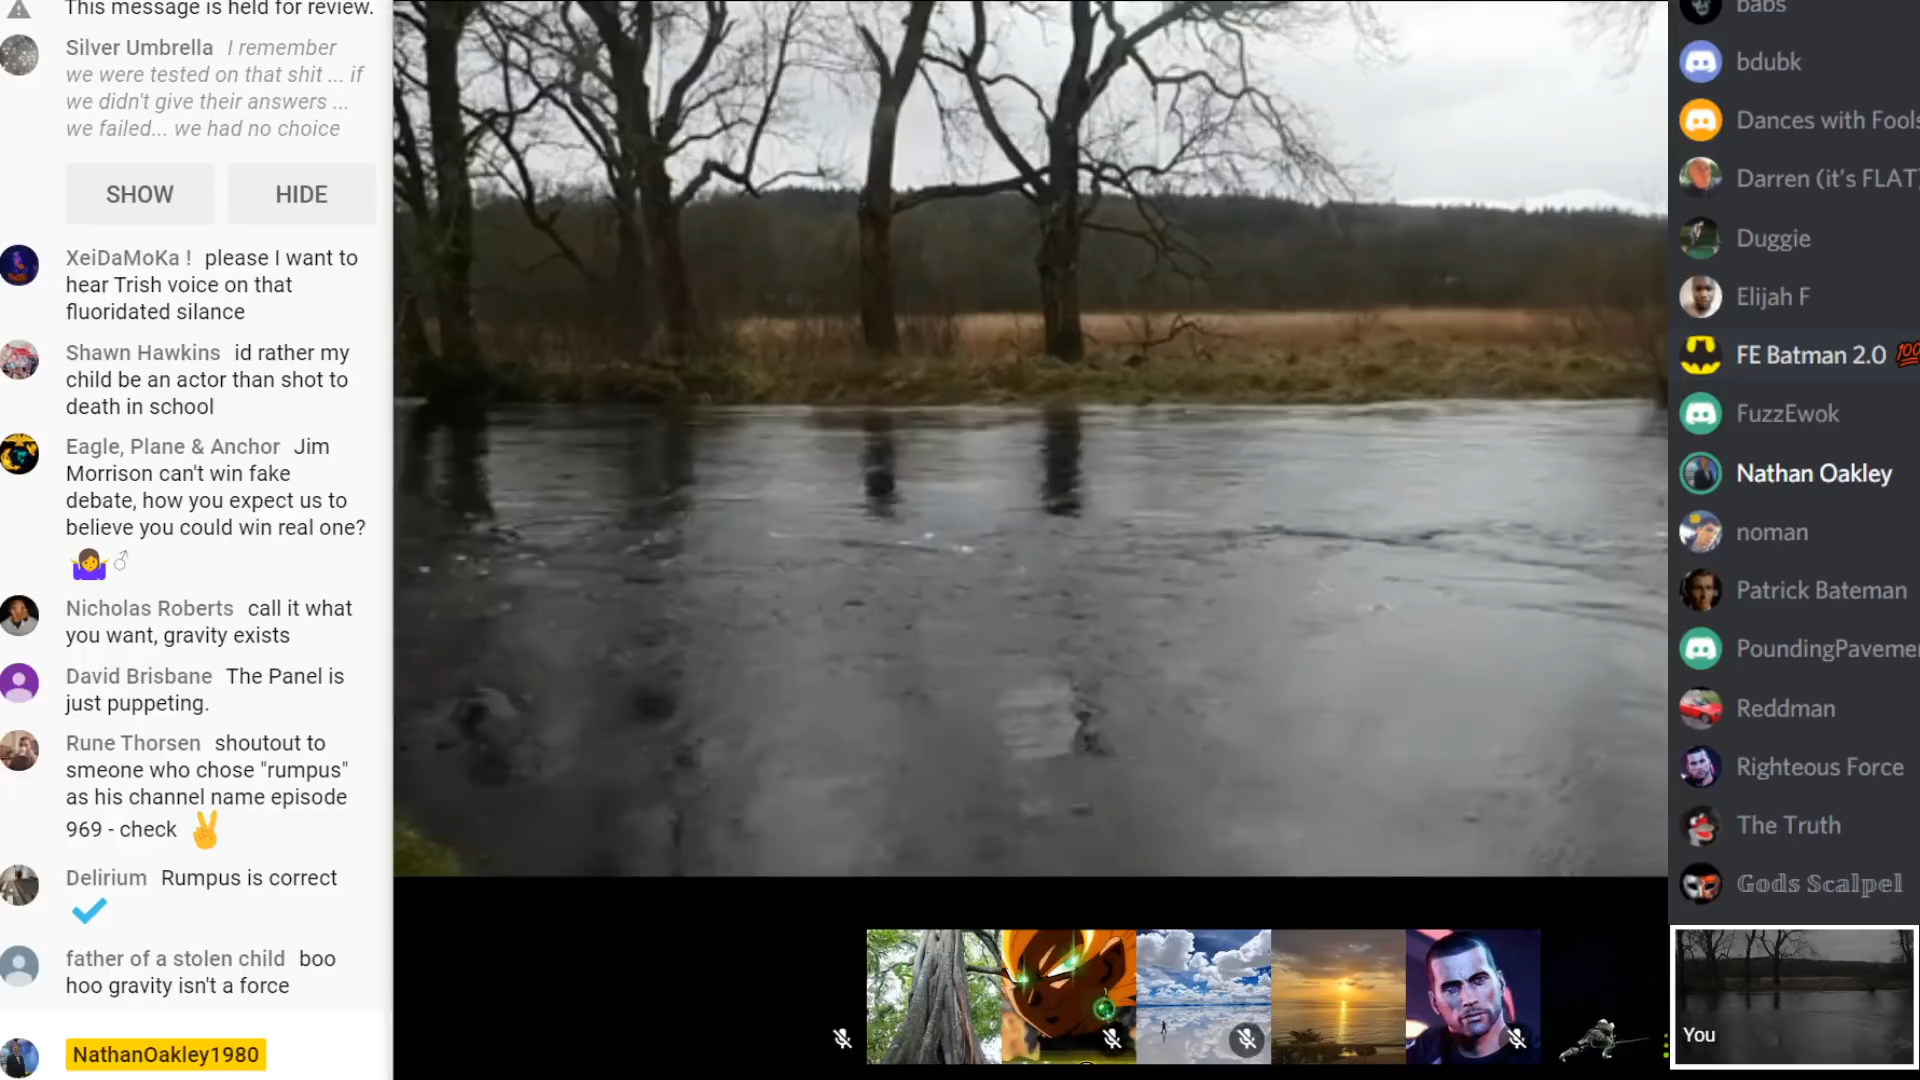 This message is held for review.
Silver Umbrella I remember
we were tested on that shit ... if
we didn't give their answers ...
we failed... we had no choice
SHOW HIDE
XeiDaMoKa ! please I want to
hear Trish voice on that
fluoridated silance
Shawn Hawkins id rather my
child be an actor than shot to
death in school
Eagle, Plane & Anchor Jim
Morrison can't win fake
debate, how you expect us to
believe you could win real one?
🤷‍♂
Nicholas Roberts call it what
you want, gravity exists
David Brisbane The Panel is
just puppeting.
Rune Thorsen shoutout to
smeone who chose "rumpus"
as his channel name episode
969 - check ✌
Delirium Rumpus is correct
✔
father of a stolen child boo
hoo gravity isn't a force
NathanOakley1980
babs
bdubk
Dances with Fools
Darren (it's FLAT)
Duggie
Elijah F
FE Batman 2.0 💯
FuzzEwok
Nathan Oakley
noman
Patrick Bateman
PoundingPaveme
Reddman
Righteous Force
The Truth
Gods Scalpel
You